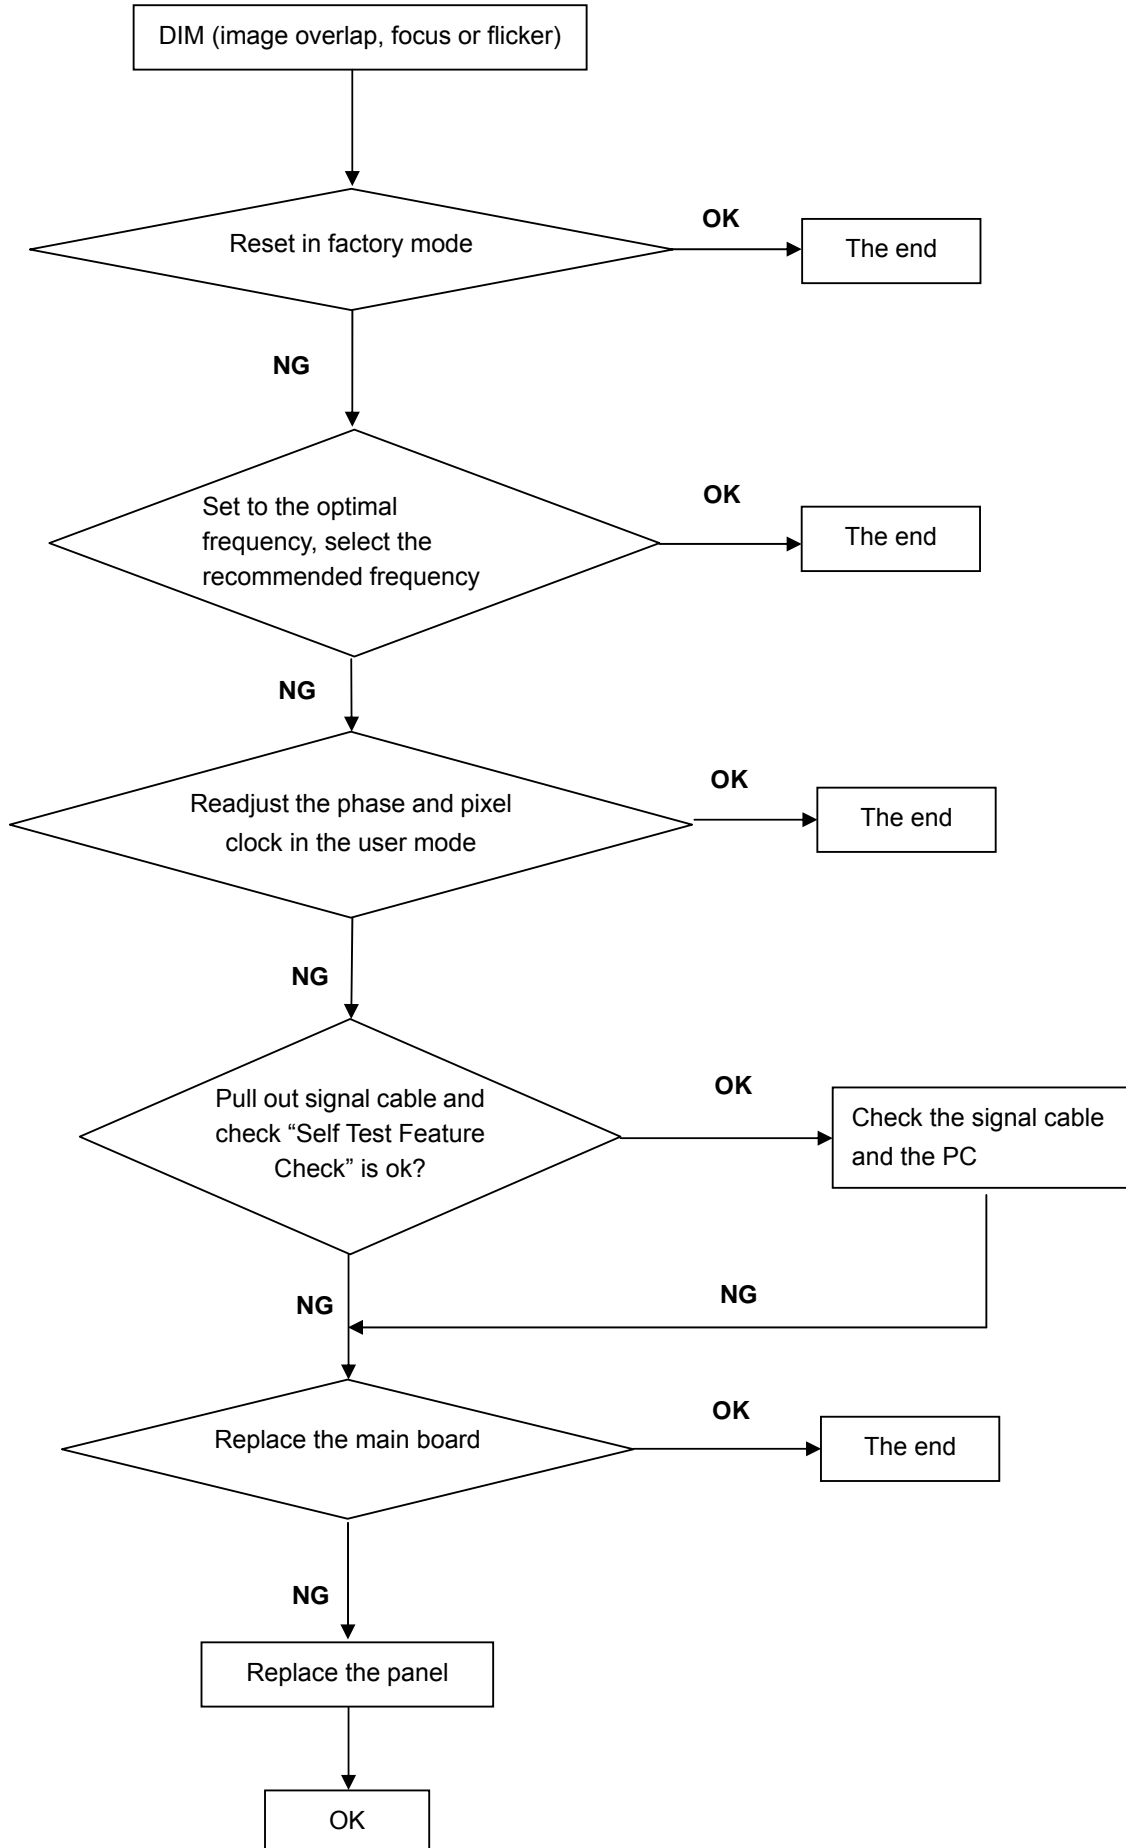 DIM (image overlap, focus or flicker)
Reset in factory mode
OK
The end
NG
Set to the optimal
frequency, select the
recommended frequency
OK
The end
NG
Readjust the phase and pixel
clock in the user mode
OK
The end
NG
Pull out signal cable and
check “Self Test Feature
Check” is ok?
OK
Check the signal cable
and the PC
NG
NG
Replace the main board
OK
The end
NG
Replace the panel
OK